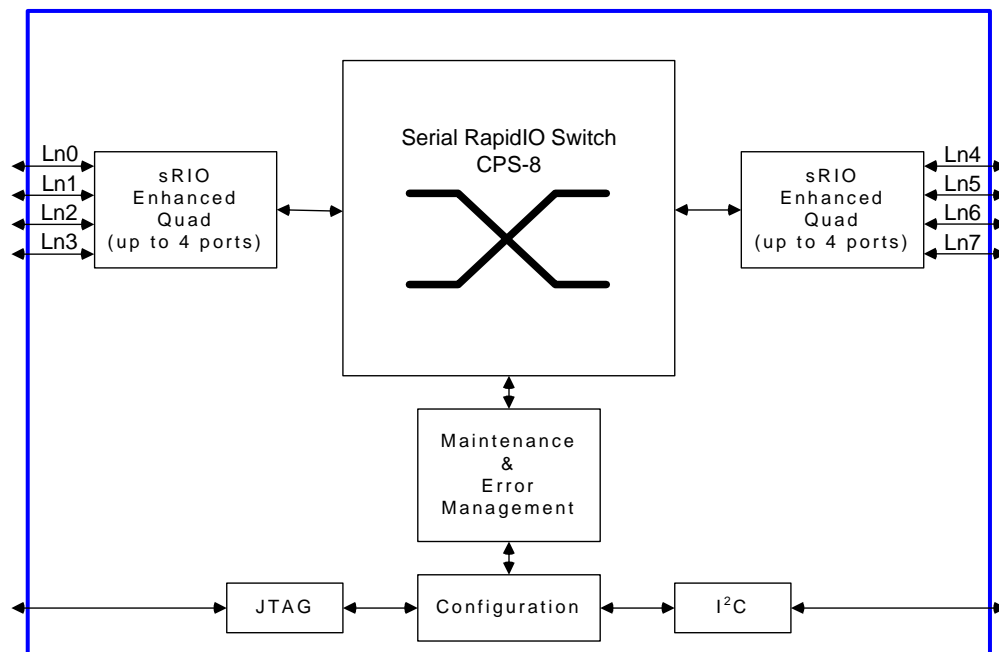 Serial RapidIO Switch
CPS-8
Ln0
Ln1
Ln2
Ln3
sRIO
Enhanced
Quad
(up to 4 ports)
sRIO
Enhanced
Quad
(up to 4 ports)
Ln4
Ln5
Ln6
Ln7
Maintenance
&
Error
Management
JTAG
Configuration
I²C